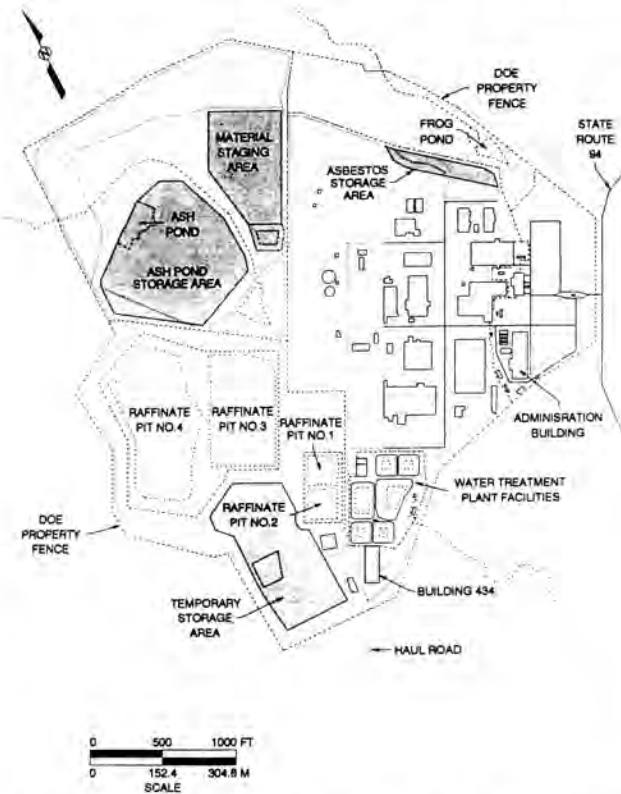 N
DOE
PROPERTY
FENCE
STATE
ROUTE
94
FROG
POND
MATERIAL
STAGING
AREA
ASBESTOS
STORAGE
AREA
ASH
POND
ASH POND
STORAGE AREA
RAFFINATE
PIT NO.4
RAFFINATE
PIT NO.3
RAFFINATE
PIT NO.1
ADMINISRATION
BUILDING
WATER TREATMENT
PLANT FACILITIES
RAFFINATE
PIT NO.2
DOE
PROPERTY
FENCE
BUILDING 434
TEMPORARY
STORAGE
AREA
HAUL ROAD
0 500 1000 FT
0 152.4 304.8 M
SCALE